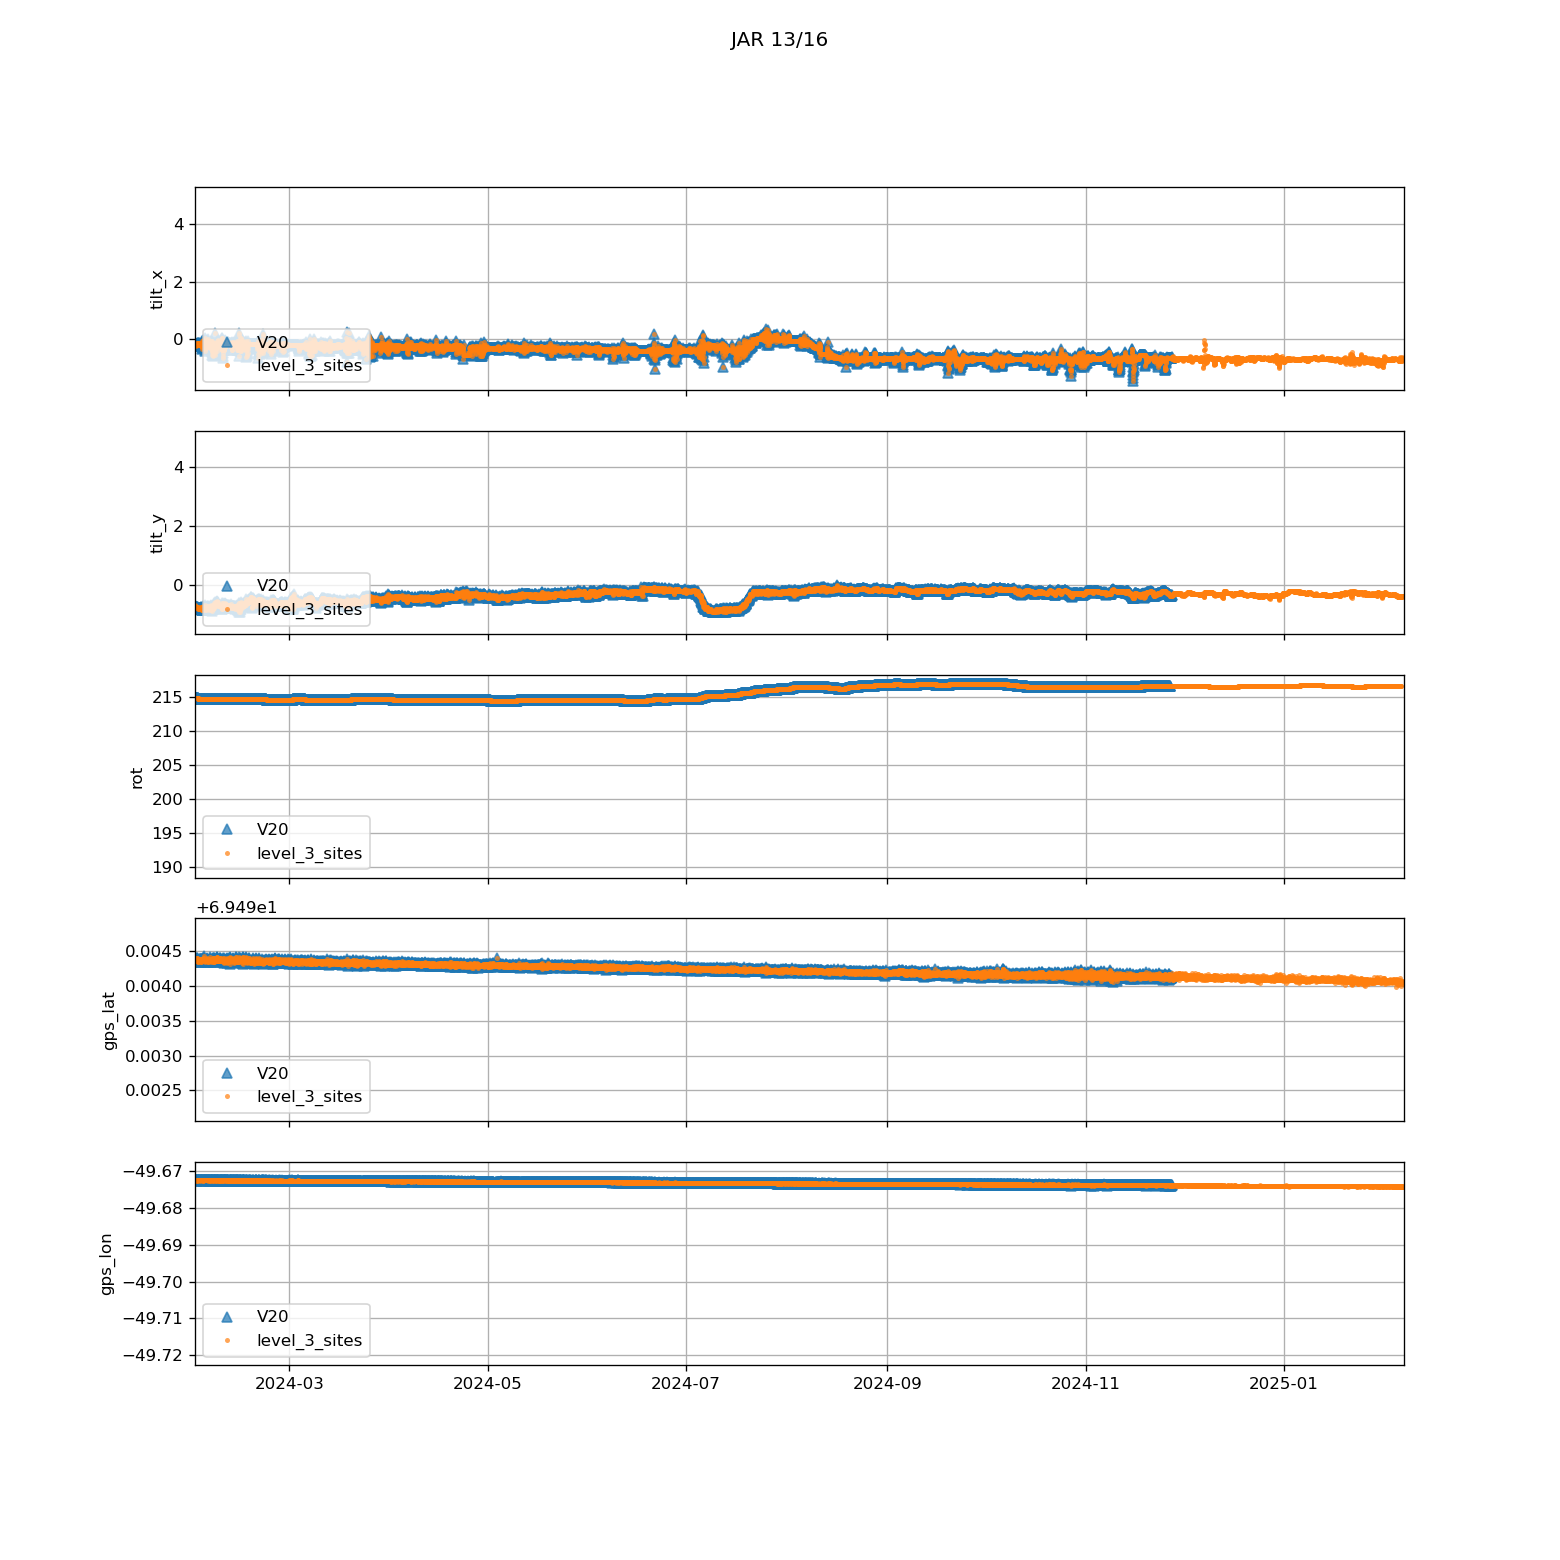 JAR 13/16
4
2
0
tilt_x
V20
level_3_sites
4
2
0
tilt_y
V20
level_3_sites
215
210
205
200
195
190
rot
V20
level_3_sites
+6.949e1
0.0045
0.0040
0.0035
0.0030
0.0025
gps_lat
V20
level_3_sites
−49.67
−49.68
−49.69
−49.70
−49.71
−49.72
gps_lon
V20
level_3_sites
2024-03 2024-05 2024-07 2024-09 2024-11 2025-01